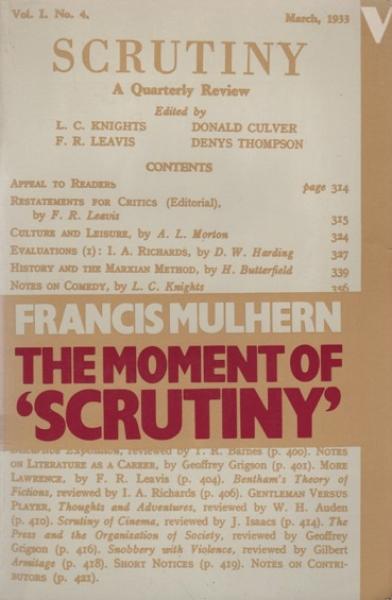 Vol. I. No. 4.
March, 1933
V
SCRUTINY
A Quarterly Review
Edited by
L. C. KNIGHTS DONALD CULVER
F. R. LEAVIS DENYS THOMPSON
CONTENTS
APPEAL TO READERS page 314
RESTATEMENTS FOR CRITICS (Editorial),
by F. R. Leavis 315
CULTURE AND LEISURE, by A. L. Morton 324
EVALUATIONS (1): I. A. RICHARDS, by D. W. Harding 327
HISTORY AND THE MARXIAN METHOD, by H. Butterfield 339
NOTES ON COMEDY, by L. C. Knights 356
FRANCIS MULHERN
THE MOMENT OF
‘SCRUTINY’
Exposition, reviewed by T. R. Barnes (p. 400). NOTES
ON LITERATURE AS A CAREER, by Geoffrey Grigson (p. 401). MORE
LAWRENCE, by F. R. Leavis (p. 404). Bentham's Theory of
Fictions, reviewed by I. A. Richards (p. 406). GENTLEMAN VERSUS
PLAYER, Thoughts and Adventures, reviewed by W. H. Auden
(p. 410). Scrutiny of Cinema, reviewed by J. Isaacs (p. 414). The
Press and the Organisation of Society, reviewed by Geoffrey
Grigson (p. 416). Snobbery with Violence, reviewed by Gilbert
Armitage (p. 418). SHORT NOTICES (p. 419). NOTES ON CONTRI-
BUTORS (p. 421).